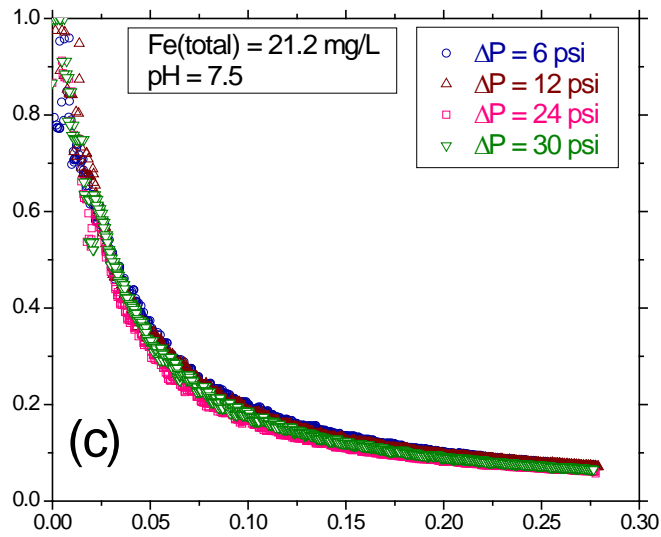 Fe(total) = 21.2 mg/L
pH = 7.5
ΔP = 6 psi
ΔP = 12 psi
ΔP = 24 psi
ΔP = 30 psi
(c)
1.0
0.8
0.6
0.4
0.2
0.0
0.00 0.05 0.10 0.15 0.20 0.25 0.30